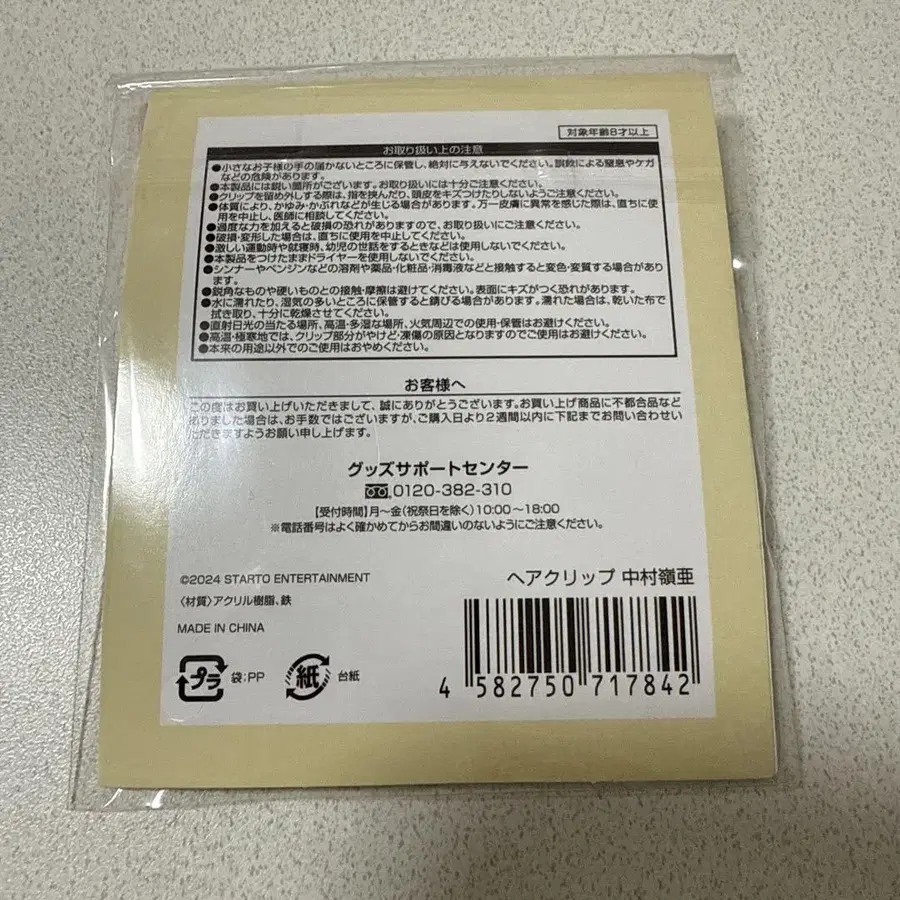 対象年齢8才以上
お取り扱い上の注意
●小さなお子様の手の届かないところに保管し、絶対に与えないでください。誤飲による窒息やケガ
などの危険があります。
●本製品には鋭い箇所がございます。お取り扱いには十分ご注意ください。
●クリップを留め外しする際は、指を挟んだり、頭皮をキズつけたりしないようご注意ください。
●体質により、かゆみ・かぶれなどが生じる場合があります。万一皮膚に異常を感じた際は、直ちに使
用を中止し、医師に相談してください。
●過度な力を加えると破損の恐れがありますので、お取り扱いにご注意ください。
●破損・変形した場合は、直ちに使用を中止してください。
●激しい運動時や就寝時、幼児の世話をするときなどは使用しないでください。
●本製品をつけたままドライヤーを使用しないでください。
●シンナーやベンジンなどの溶剤や薬品・化粧品・消毒液などと接触すると変色・変質する場合があり
ます。
●鋭角なものや硬いものとの接触・摩擦は避けてください。表面にキズがつく恐れがあります。
●水に濡れたり、湿気の多いところに保管すると錆びる場合があります。濡れた場合は、乾いた布で
拭き取り、十分に乾燥させてください。
●直射日光の当たる場所、高温・多湿な場所、火気周辺での使用・保管はお避けください。
●高温・極寒地では、クリップ部分がやけど・凍傷の原因となりますのでご使用はお避けください。
●本来の用途以外でのご使用はおやめください。
お客様へ
この度はお買い上げいただきまして、誠にありがとうございます。お買い上げ商品に不都合品など
ありました場合は、お手数ではございますが、ご購入日より2週間以内に下記までお問い合わせい
ただきますようお願い申し上げます。
グッズサポートセンター
0120-382-310
【受付時間】月～金(祝祭日を除く)10:00～18:00
※電話番号はよく確かめてからお間違いのないようにご注意ください。
©2024 STARTO ENTERTAINMENT
ヘアクリップ 中村嶺亜
〈材質〉アクリル樹脂、鉄
MADE IN CHINA
プラ 袋:PP
紙 台紙
4 582750 717842